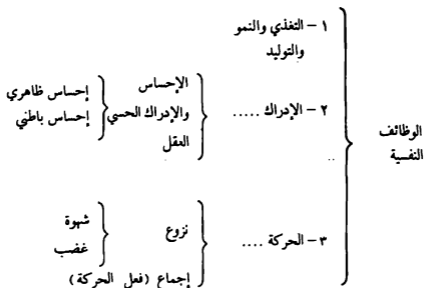 الوظائف
النفسية
١ - التغذي والنمو
والتوليد
٢ - الإدراك .....
الإحساس
والإدراك الحسي
العقل
إحساس ظاهري
إحساس باطني
٣ - الحركة ....
نزوع
إجماع (فعل الحركة)
شهوة
غضب